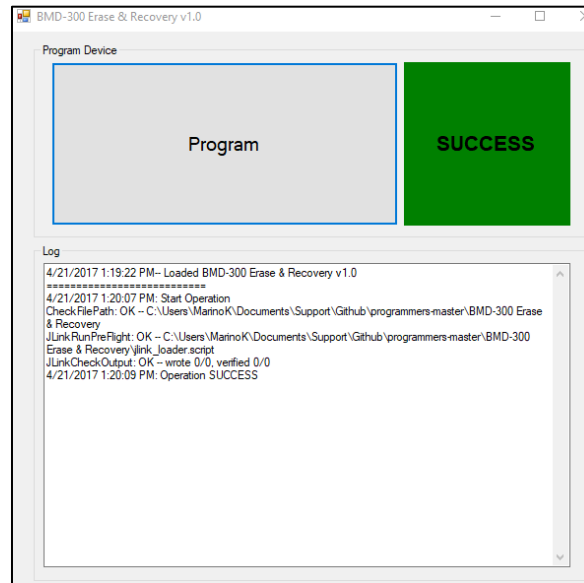 BMD-300 Erase & Recovery v1.0
Program Device
Program
SUCCESS
Log
4/21/2017 1:19:22 PM-- Loaded BMD-300 Erase & Recovery v1.0
===========================
4/21/2017 1:20:07 PM: Start Operation
CheckFilePath: OK -- C:\Users\MarinoK\Documents\Support\Github\programmers-master\BMD-300 Erase
& Recovery
JLinkRunPreFlight: OK -- C:\Users\MarinoK\Documents\Support\Github\programmers-master\BMD-300
Erase & Recovery\jlink_loader.script
JLinkCheckOutput: OK -- wrote 0/0, verified 0/0
4/21/2017 1:20:09 PM: Operation SUCCESS